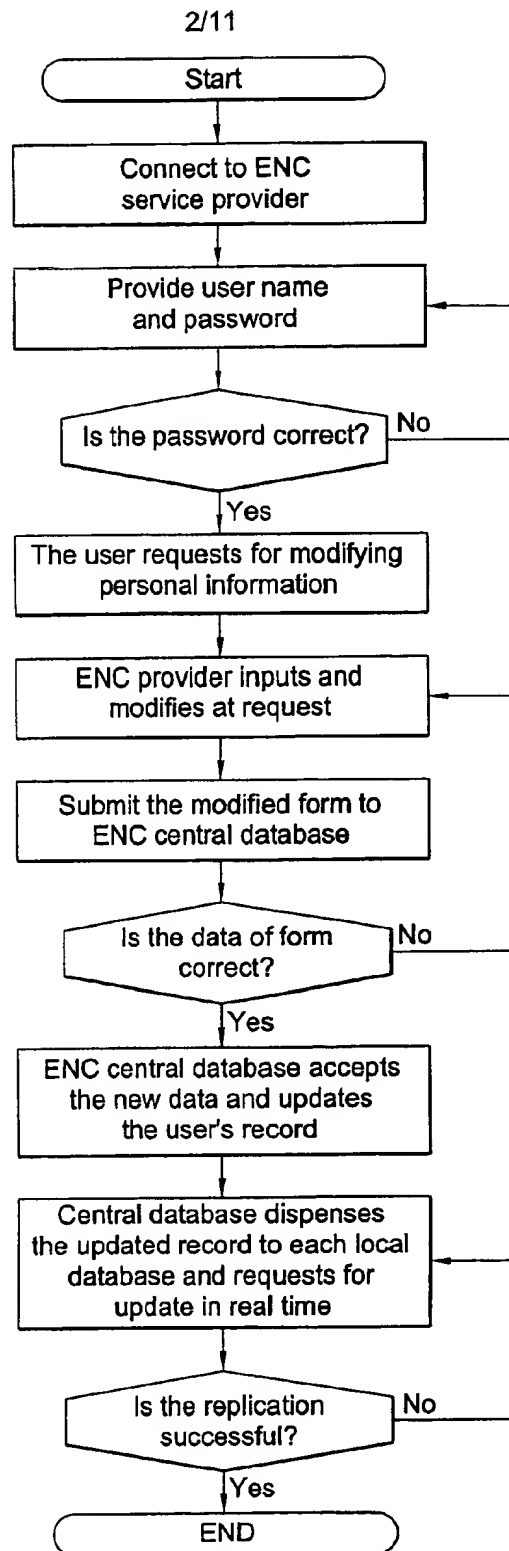 2/11
Start
Connect to ENC
service provider
Provide user name
and password
Is the password correct?
No
Yes
The user requests for modifying
personal information
ENC provider inputs and
modifies at request
Submit the modified form to
ENC central database
Is the data of form
correct?
No
Yes
ENC central database accepts
the new data and updates
the user's record
Central database dispenses
the updated record to each local
database and requests for
update in real time
Is the replication
successful?
No
Yes
END